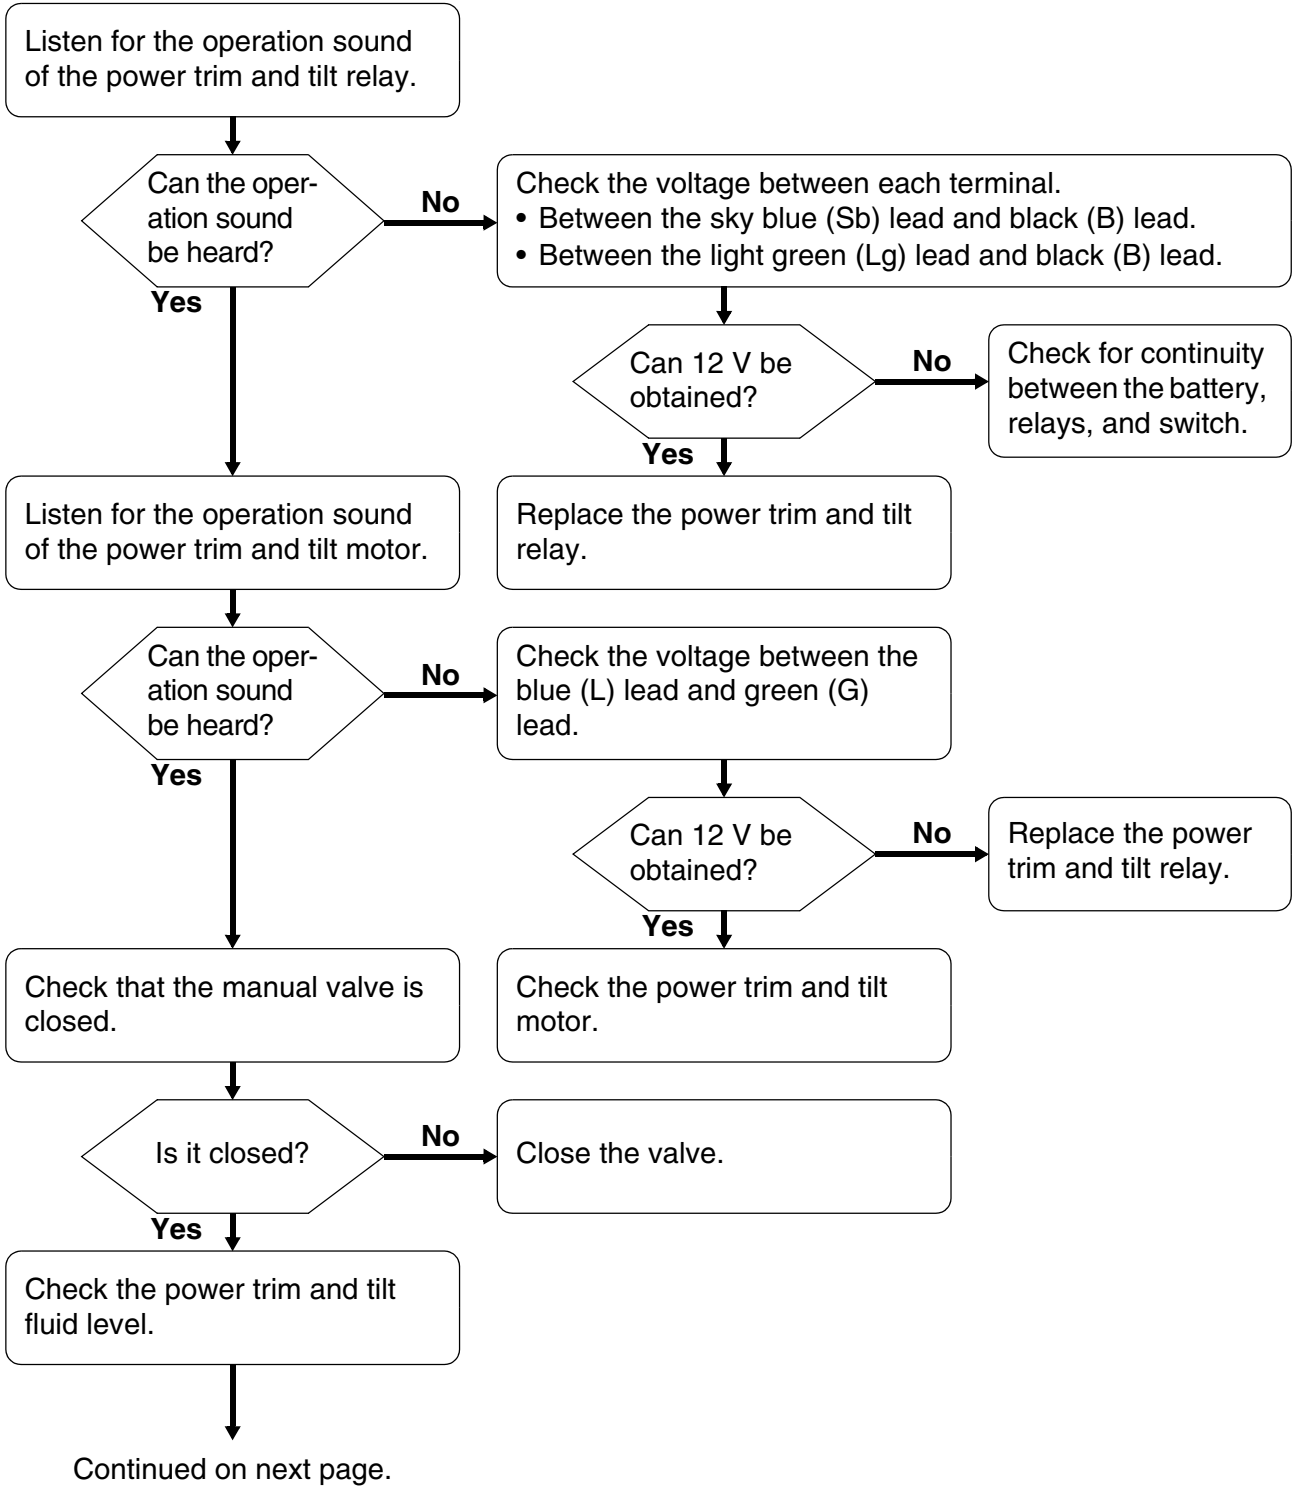 Listen for the operation sound
of the power trim and tilt relay.
Can the oper-
ation sound
be heard?
No
Check the voltage between each terminal.
• Between the sky blue (Sb) lead and black (B) lead.
• Between the light green (Lg) lead and black (B) lead.
Yes
Can 12 V be
obtained?
No
Check for continuity
between the battery,
relays, and switch.
Yes
Listen for the operation sound
of the power trim and tilt motor.
Replace the power trim and tilt
relay.
Can the oper-
ation sound
be heard?
No
Check the voltage between the
blue (L) lead and green (G)
lead.
Yes
Can 12 V be
obtained?
No
Replace the power
trim and tilt relay.
Yes
Check that the manual valve is
closed.
Check the power trim and tilt
motor.
Is it closed?
No
Close the valve.
Yes
Check the power trim and tilt
fluid level.
Continued on next page.